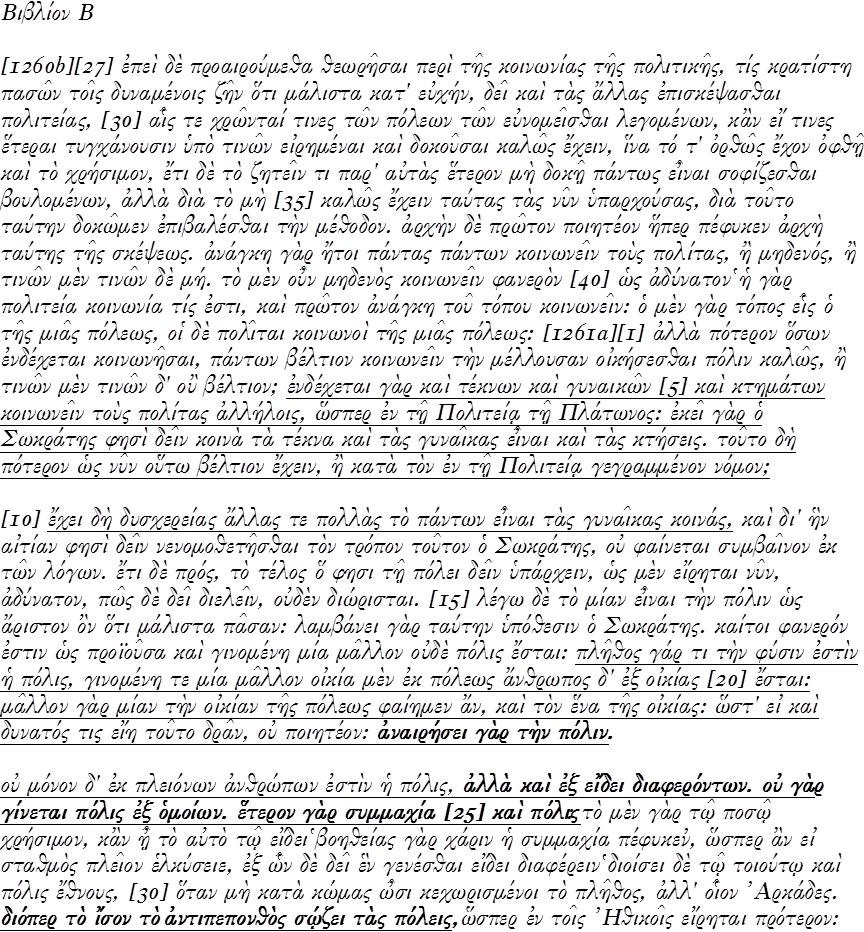 Βιβλίον Β
[1260b][27] ἐπεὶ δὲ προαιρούμεθα θεωρῆσαι περὶ τῆς κοινωνίας τῆς πολιτικῆς, τίς κρατίστη
πασῶν τοῖς δυναμένοις ζῆν ὅτι μάλιστα κατ' εὐχήν, δεῖ καὶ τὰς ἄλλας ἐπισκέψασθαι
πολιτείας, [30] αἷς τε χρῶνταί τινες τῶν πόλεων τῶν εὐνομεῖσθαι λεγομένων, κἂν εἴ τινες
ἕτεραι τυγχάνουσιν ὑπὸ τινῶν εἰρημέναι καὶ δοκοῦσαι καλῶς ἔχειν, ἵνα τό τ' ὀρθῶς ἔχον ὀφθῇ
καὶ τὸ χρήσιμον, ἔτι δὲ τὸ ζητεῖν τι παρ' αὐτὰς ἕτερον μὴ δοκῇ πάντως εἶναι σοφίζεσθαι
βουλομένων, ἀλλὰ διὰ τὸ μὴ [35] καλῶς ἔχειν ταύτας τὰς νῦν ὑπαρχούσας, διὰ τοῦτο
ταύτην δοκῶμεν ἐπιβαλέσθαι τὴν μέθοδον. ἀρχὴν δὲ πρῶτον ποιητέον ἥπερ πέφυκεν ἀρχὴ
ταύτης τῆς σκέψεως. ἀνάγκη γὰρ ἤτοι πάντας πάντων κοινωνεῖν τοὺς πολίτας, ἢ μηδενός, ἢ
τινῶν μὲν τινῶν δὲ μή. τὸ μὲν οὖν μηδενὸς κοινωνεῖν φανερὸν [40] ὡς ἀδύνατον̔ ἡ γὰρ
πολιτεία κοινωνία τίς ἐστι, καὶ πρῶτον ἀνάγκη τοῦ τόπου κοινωνεῖν: ὁ μὲν γὰρ τόπος εἷς ὁ
τῆς μιᾶς πόλεως, οἱ δὲ πολῖται κοινωνοὶ τῆς μιᾶς πόλεως: [1261a][1] ἀλλὰ πότερον ὅσων
ἐνδέχεται κοινωνῆσαι, πάντων βέλτιον κοινωνεῖν τὴν μέλλουσαν οἰκήσεσθαι πόλιν καλῶς, ἢ
τινῶν μὲν τινῶν δ' οὐ βέλτιον; ἐνδέχεται γὰρ καὶ τέκνων καὶ γυναικῶν [5] καὶ κτημάτων
κοινωνεῖν τοὺς πολίτας ἀλλήλοις, ὥσπερ ἐν τῇ Πολιτείᾳ τῇ Πλάτωνος: ἐκεῖ γὰρ ὁ
Σωκράτης φησὶ δεῖν κοινὰ τὰ τέκνα καὶ τὰς γυναῖκας εἶναι καὶ τὰς κτήσεις. τοῦτο δὴ
πότερον ὡς νῦν οὕτω βέλτιον ἔχειν, ἢ κατὰ τὸν ἐν τῇ Πολιτείᾳ γεγραμμένον νόμον;
[10] ἔχει δὴ δυσχερείας ἄλλας τε πολλὰς τὸ πάντων εἶναι τὰς γυναῖκας κοινάς, καὶ δι' ἣν
αἰτίαν φησὶ δεῖν νενομοθετῆσθαι τὸν τρόπον τοῦτον ὁ Σωκράτης, οὐ φαίνεται συμβαῖνον ἐκ
τῶν λόγων. ἔτι δὲ πρός, τὸ τέλος ὅ φησι τῇ πόλει δεῖν ὑπάρχειν, ὡς μὲν εἴρηται νῦν,
ἀδύνατον, πῶς δὲ δεῖ διελεῖν, οὐδὲν διώρισται. [15] λέγω δὲ τὸ μίαν εἶναι τὴν πόλιν ὡς
ἄριστον ὂν ὅτι μάλιστα πᾶσαν: λαμβάνει γὰρ ταύτην ὑπόθεσιν ὁ Σωκράτης. καίτοι φανερόν
ἐστιν ὡς προϊοῦσα καὶ γινομένη μία μᾶλλον οὐδὲ πόλις ἔσται: πλῆθος γάρ τι τὴν φύσιν ἐστὶν
ἡ πόλις, γινομένη τε μία μᾶλλον οἰκία μὲν ἐκ πόλεως ἄνθρωπος δ' ἐξ οἰκίας [20] ἔσται:
μᾶλλον γὰρ μίαν τὴν οἰκίαν τῆς πόλεως φαίημεν ἄν, καὶ τὸν ἕνα τῆς οἰκίας: ὥστ' εἰ καὶ
δυνατός τις εἴη τοῦτο δρᾶν, οὐ ποιητέον: ἀναιρήσει γὰρ τὴν πόλιν.
οὐ μόνον δ' ἐκ πλειόνων ἀνθρώπων ἐστὶν ἡ πόλις, ἀλλὰ καὶ ἐξ εἴδει διαφερόντων. οὐ γὰρ
γίνεται πόλις ἐξ ὁμοίων. ἕτερον γὰρ συμμαχία [25] καὶ πόλις̔ τὸ μὲν γὰρ τῷ ποσῷ
χρήσιμον, κἂν ᾖ τὸ αὐτὸ τῷ εἴδεἱ βοηθείας γὰρ χάριν ἡ συμμαχία πέφυκεν̓, ὥσπερ ἂν εἰ
σταθμὸς πλεῖον ἑλκύσειε, ἐξ ὧν δὲ δεῖ ἓν γενέσθαι εἴδει διαφέρειν̔ διοίσει δὲ τῷ τοιούτῳ καὶ
πόλις ἔθνους, [30] ὅταν μὴ κατὰ κώμας ὦσι κεχωρισμένοι τὸ πλῆθος, ἀλλ' οἷον Ἀρκάδες.
διόπερ τὸ ἴσον τὸ ἀντιπεπονθὸς σῴζει τὰς πόλεις, ὥσπερ ἐν τοῖς Ἠθικοῖς εἴρηται πρότερον: